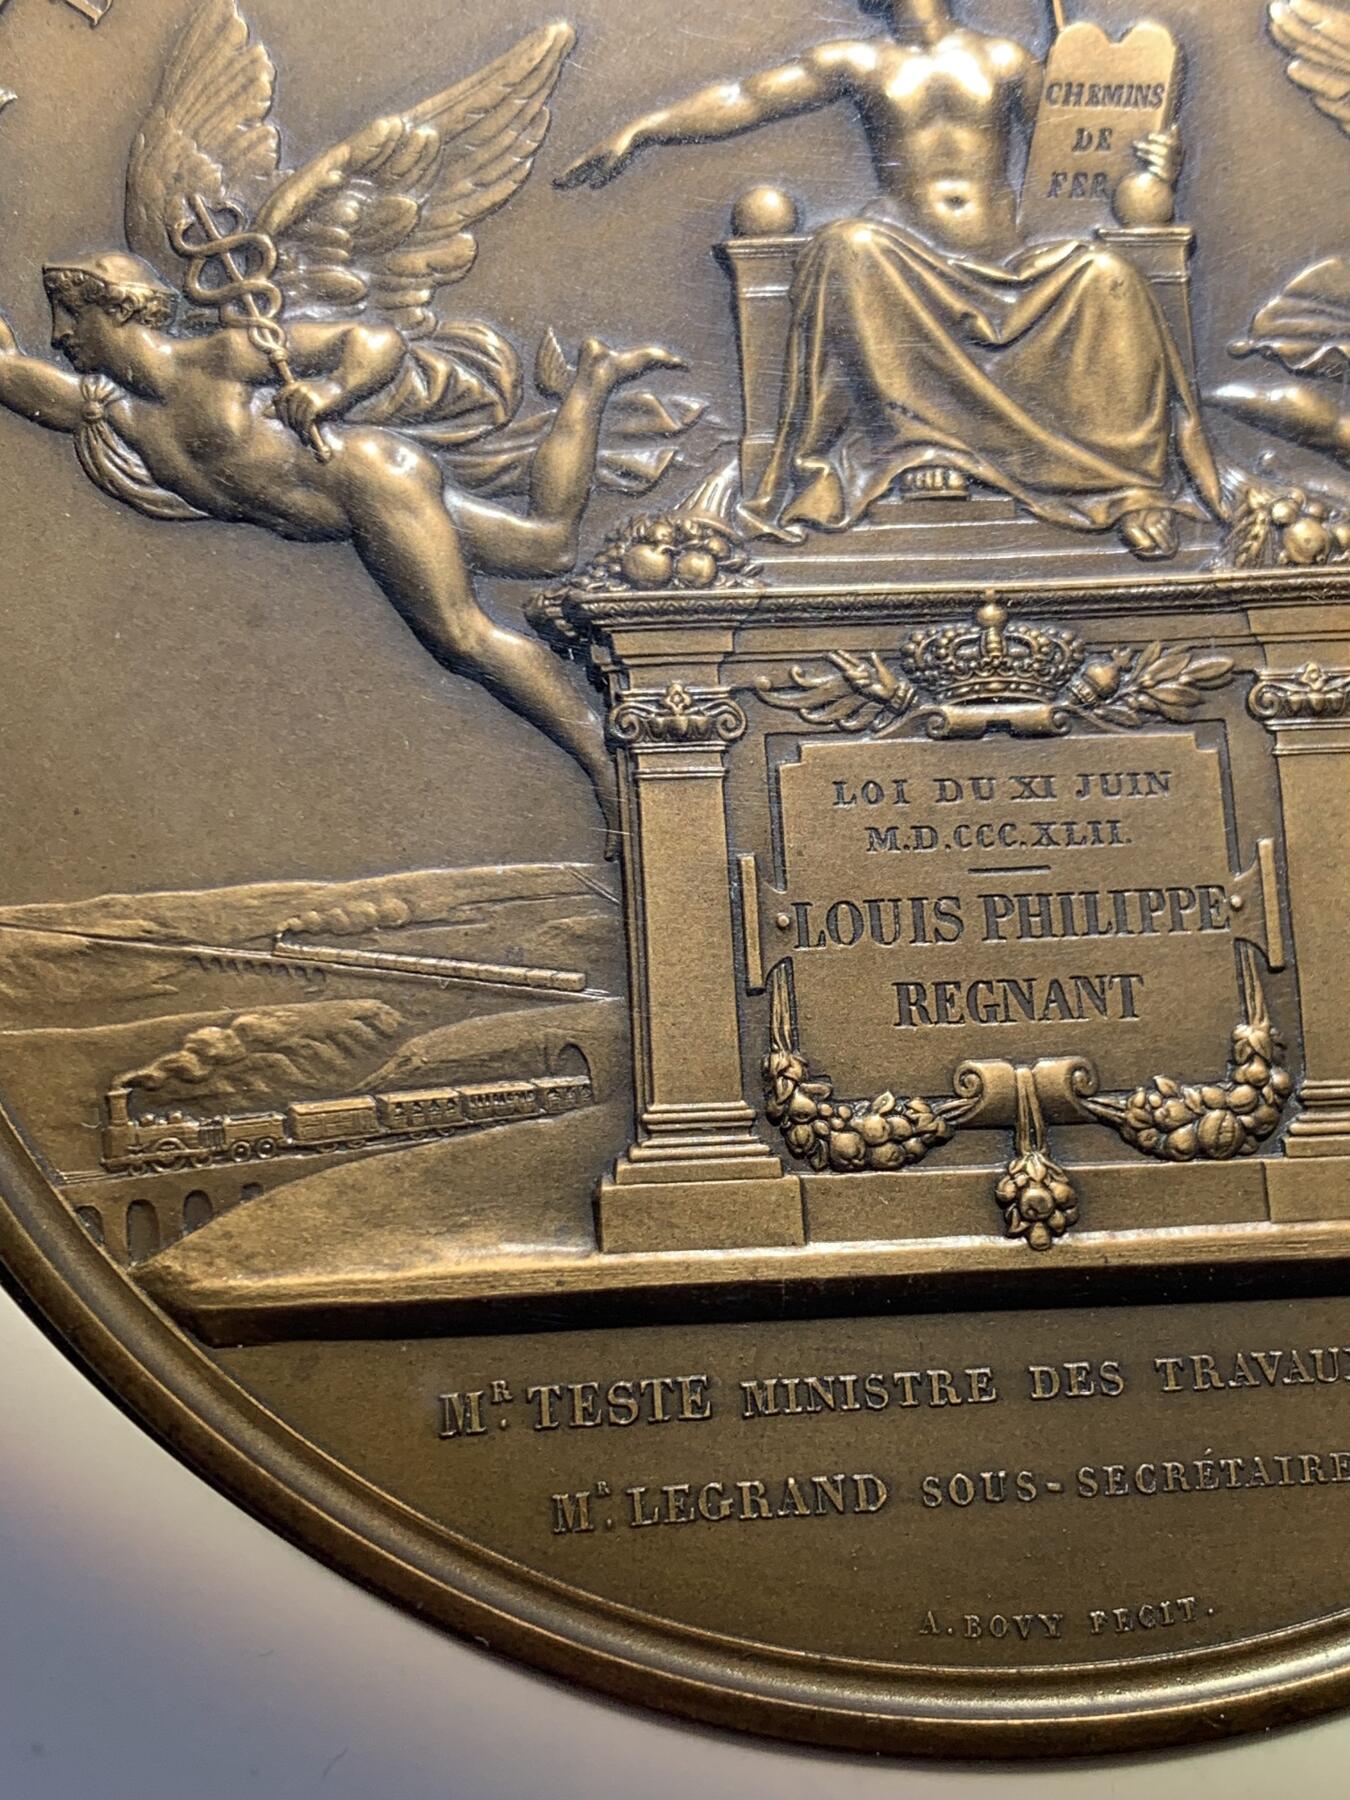 CHEMINS
DE
FER
LOI DU XI JUIN
M.D.CCC.XLII.
LOUIS PHILIPPE
REGNANT
MR. TESTE MINISTRE DES TRAVAU
MR. LEGRAND SOUS-SECRÉTAIRE
A. BOVY FECIT.